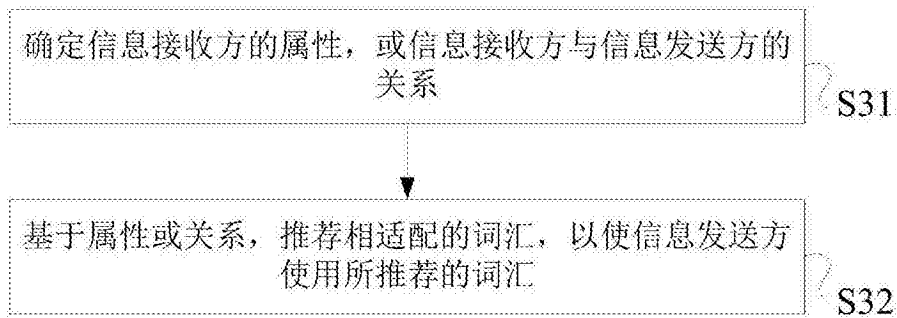 确定信息接收方的属性，或信息接收方与信息发送方的
关系
S31
基于属性或关系，推荐相适配的词汇，以使信息发送方
使用所推荐的词汇
S32